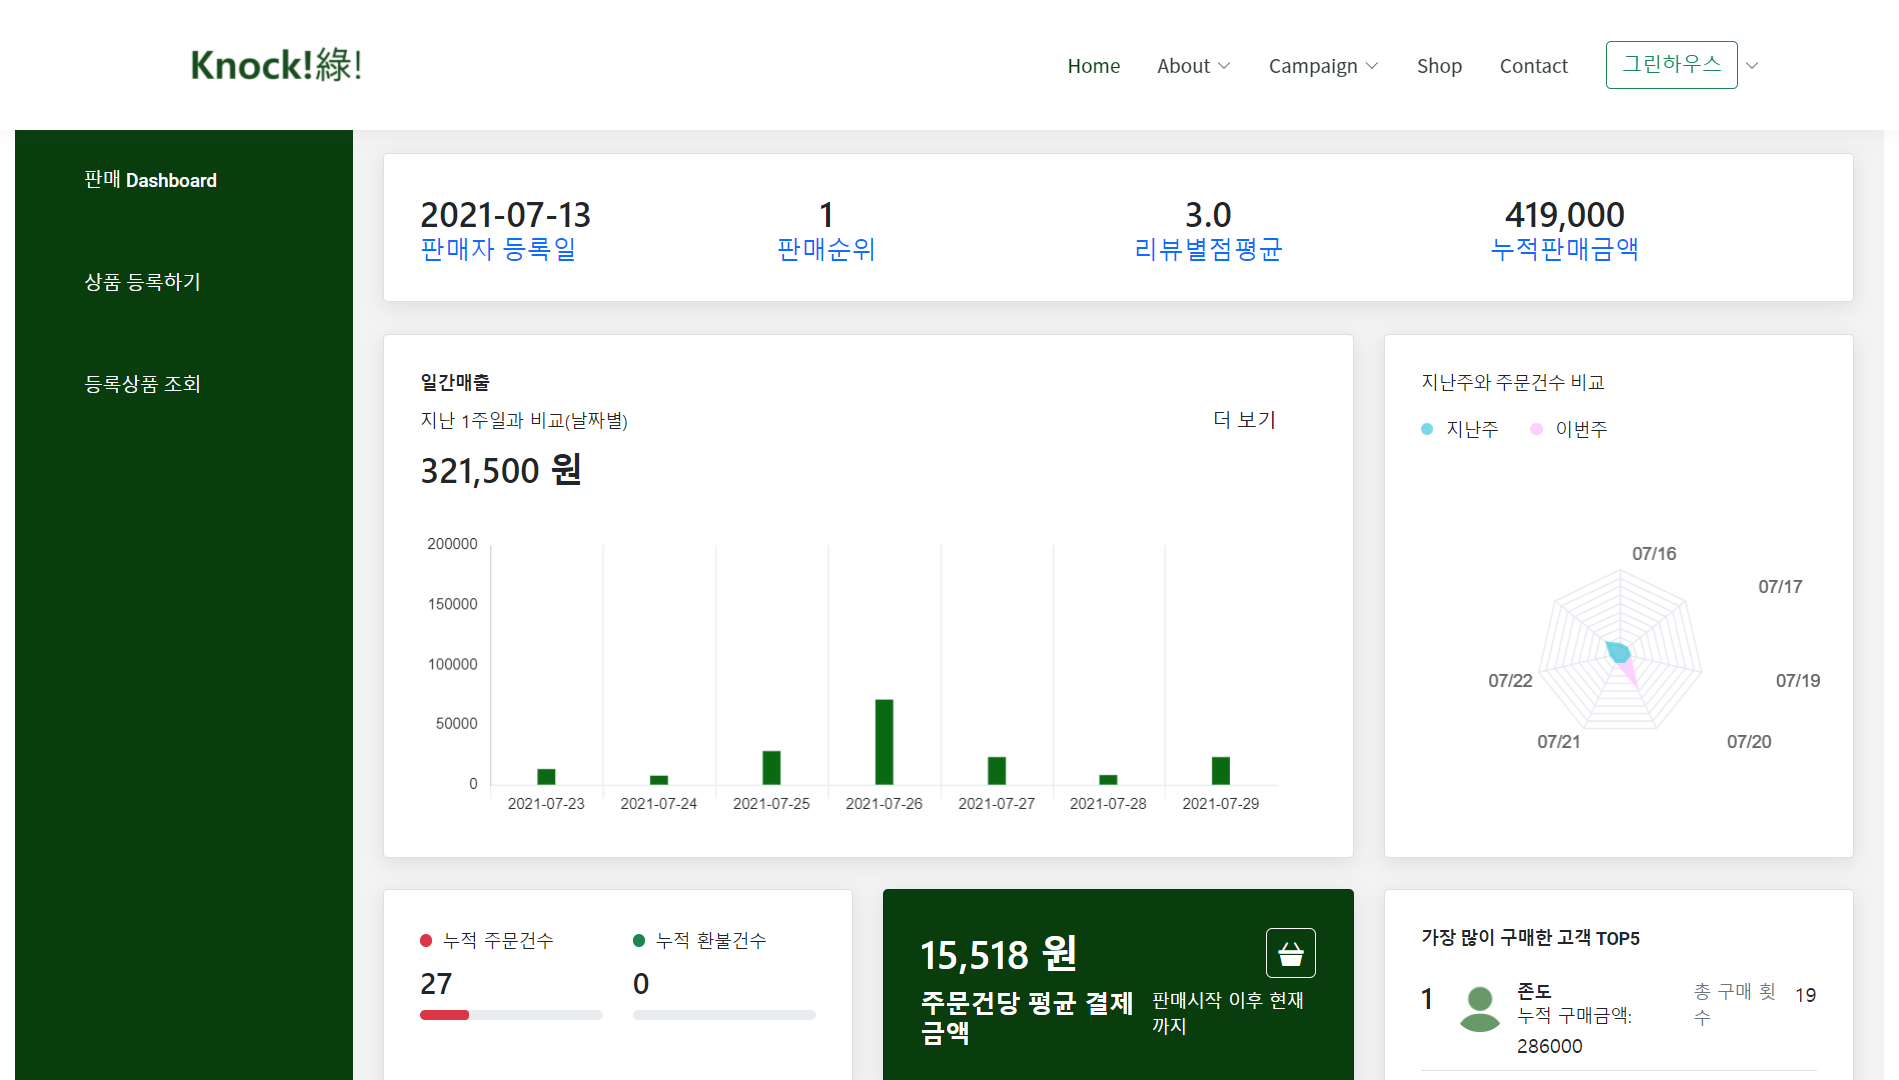 Knock!綠!
Home
About
Campaign
Shop
Contact
그린하우스
판매 Dashboard
상품 등록하기
등록상품 조회
2021-07-13
판매자 등록일
1
판매순위
3.0
리뷰별점평균
419,000
누적판매금액
일간매출
지난 1주일과 비교(날짜별)
더 보기
321,500 원
200000
150000
100000
50000
0
2021-07-23
2021-07-24
2021-07-25
2021-07-26
2021-07-27
2021-07-28
2021-07-29
지난주와 주문건수 비교
지난주
이번주
07/16
07/17
07/19
07/20
07/21
07/22
누적 주문건수
27
누적 환불건수
0
15,518 원
주문건당 평균 결제
금액
판매시작 이후 현재
까지
가장 많이 구매한 고객 TOP5
1
존도
누적 구매금액:
286000
총 구매 횟
수
19